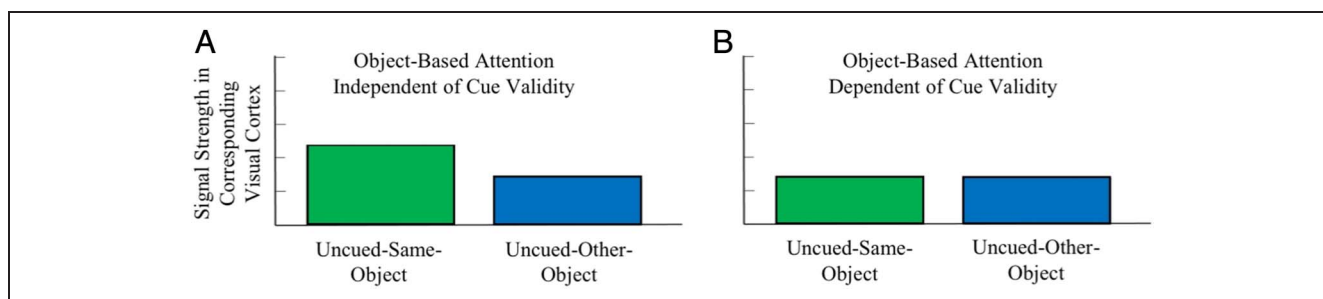 A
Object-Based Attention
Independent of Cue Validity
Signal Strength in
Corresponding
Visual Cortex
Uncued-Same-
Object
Uncued-Other-
Object
B
Object-Based Attention
Dependent of Cue Validity
Uncued-Same-
Object
Uncued-Other-
Object